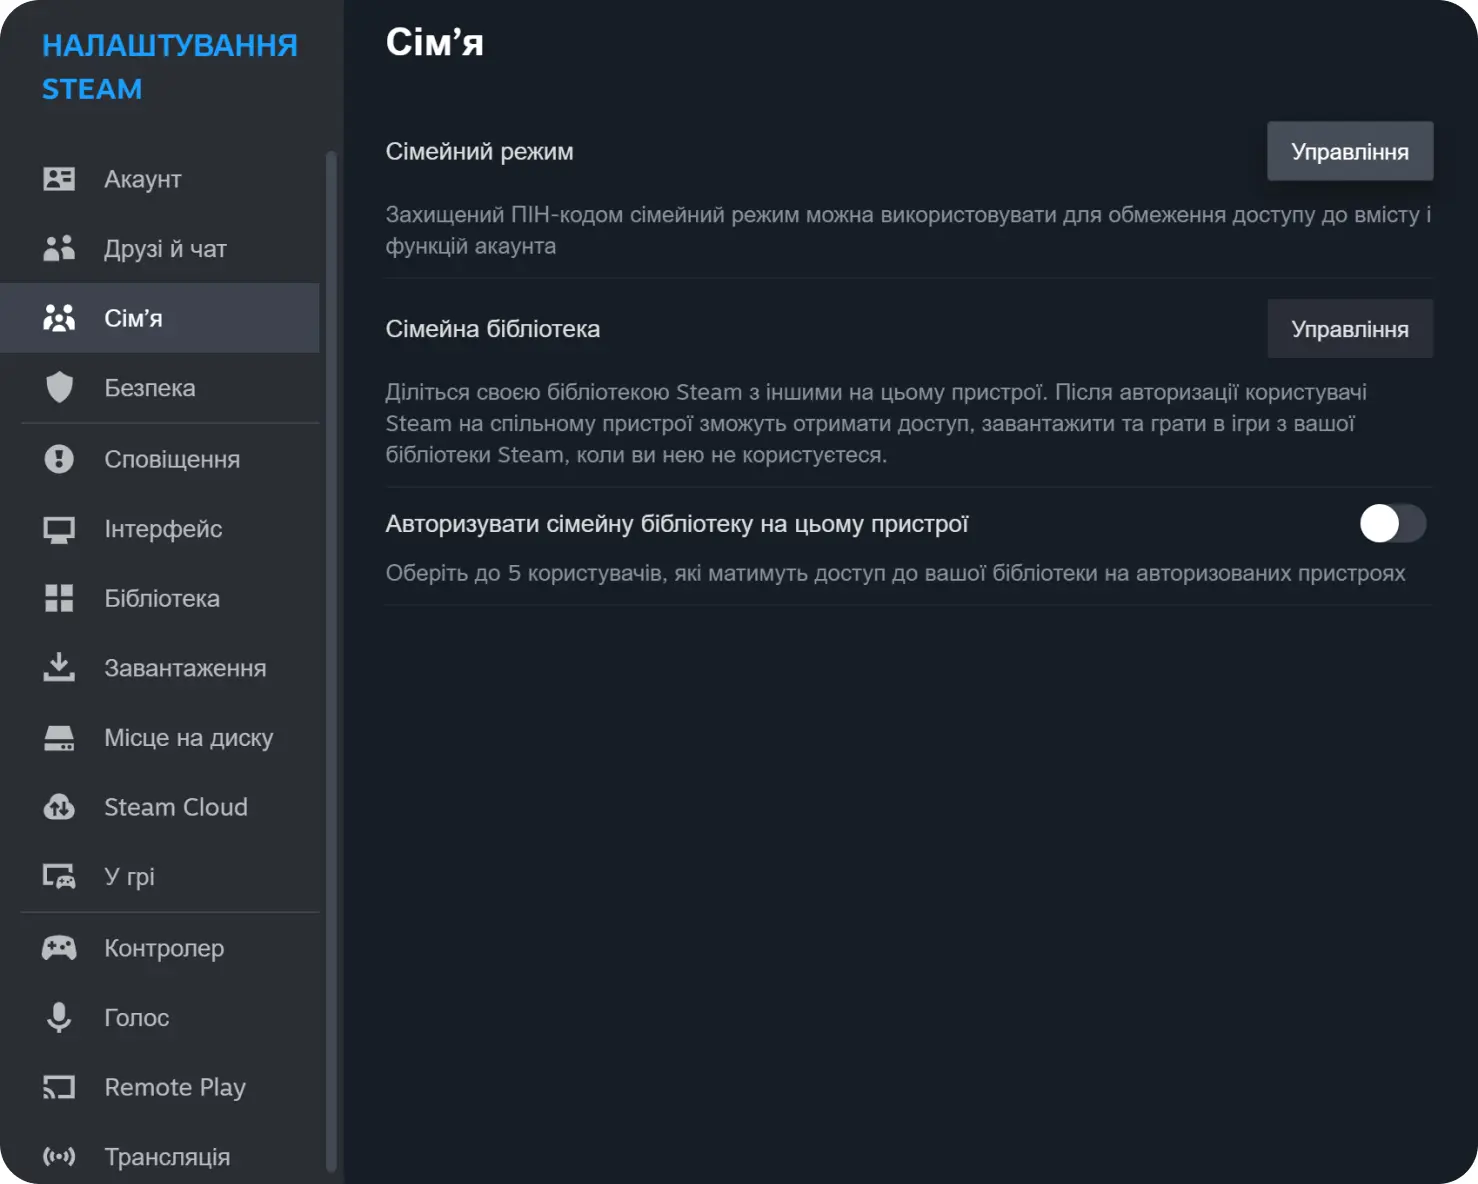 НАЛАШТУВАННЯ
STEAM
Акаунт
Друзі й чат
Сім’я
Безпека
Сповіщення
Інтерфейс
Бібліотека
Завантаження
Місце на диску
Steam Cloud
У грі
Контролер
Голос
Remote Play
Трансляція
Сім’я
Сімейний режим
Управління
Захищений ПІН-кодом сімейний режим можна використовувати для обмеження доступу до вмісту і
функцій акаунта
Сімейна бібліотека
Управління
Діліться своєю бібліотекою Steam з іншими на цьому пристрої. Після авторизації користувачі
Steam на спільному пристрої зможуть отримати доступ, завантажити та грати в ігри з вашої
бібліотеки Steam, коли ви нею не користуєтеся.
Авторизувати сімейну бібліотеку на цьому пристрої
Оберіть до 5 користувачів, які матимуть доступ до вашої бібліотеки на авторизованих пристроях